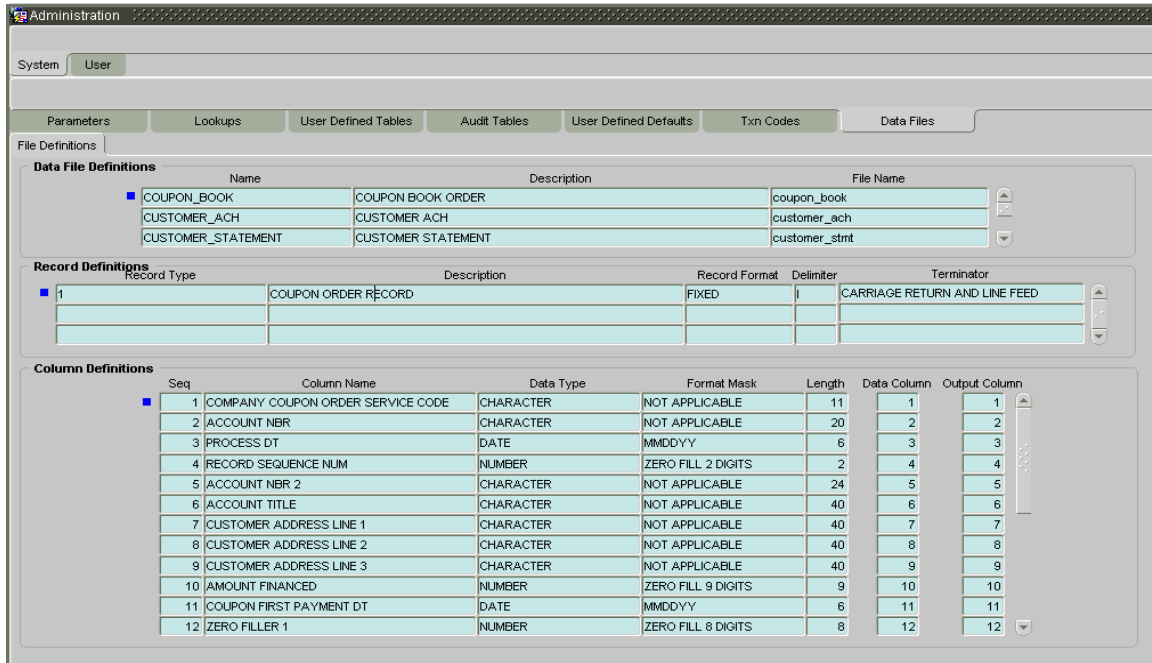 Administration
System User
Parameters Lookups User Defined Tables Audit Tables User Defined Defaults Txn Codes Data Files
File Definitions
Data File Definitions
Name Description File Name
COUPON_BOOK COUPON BOOK ORDER coupon_book
CUSTOMER_ACH CUSTOMER ACH customer_ach
CUSTOMER_STATEMENT CUSTOMER STATEMENT customer_stmt
Record Definitions
Record Type Description Record Format Delimiter Terminator
1 COUPON ORDER RECORD FIXED | CARRIAGE RETURN AND LINE FEED
Column Definitions
Seq Column Name Data Type Format Mask Length Data Column Output Column
1 COMPANY COUPON ORDER SERVICE CODE CHARACTER NOT APPLICABLE 11 1 1
2 ACCOUNT NBR CHARACTER NOT APPLICABLE 20 2 2
3 PROCESS DT DATE MMDDYY 6 3 3
4 RECORD SEQUENCE NUM NUMBER ZERO FILL 2 DIGITS 2 4 4
5 ACCOUNT NBR 2 CHARACTER NOT APPLICABLE 24 5 5
6 ACCOUNT TITLE CHARACTER NOT APPLICABLE 40 6 6
7 CUSTOMER ADDRESS LINE 1 CHARACTER NOT APPLICABLE 40 7 7
8 CUSTOMER ADDRESS LINE 2 CHARACTER NOT APPLICABLE 40 8 8
9 CUSTOMER ADDRESS LINE 3 CHARACTER NOT APPLICABLE 40 9 9
10 AMOUNT FINANCED NUMBER ZERO FILL 9 DIGITS 9 10 10
11 COUPON FIRST PAYMENT DT DATE MMDDYY 6 11 11
12 ZERO FILLER 1 NUMBER ZERO FILL 8 DIGITS 8 12 12